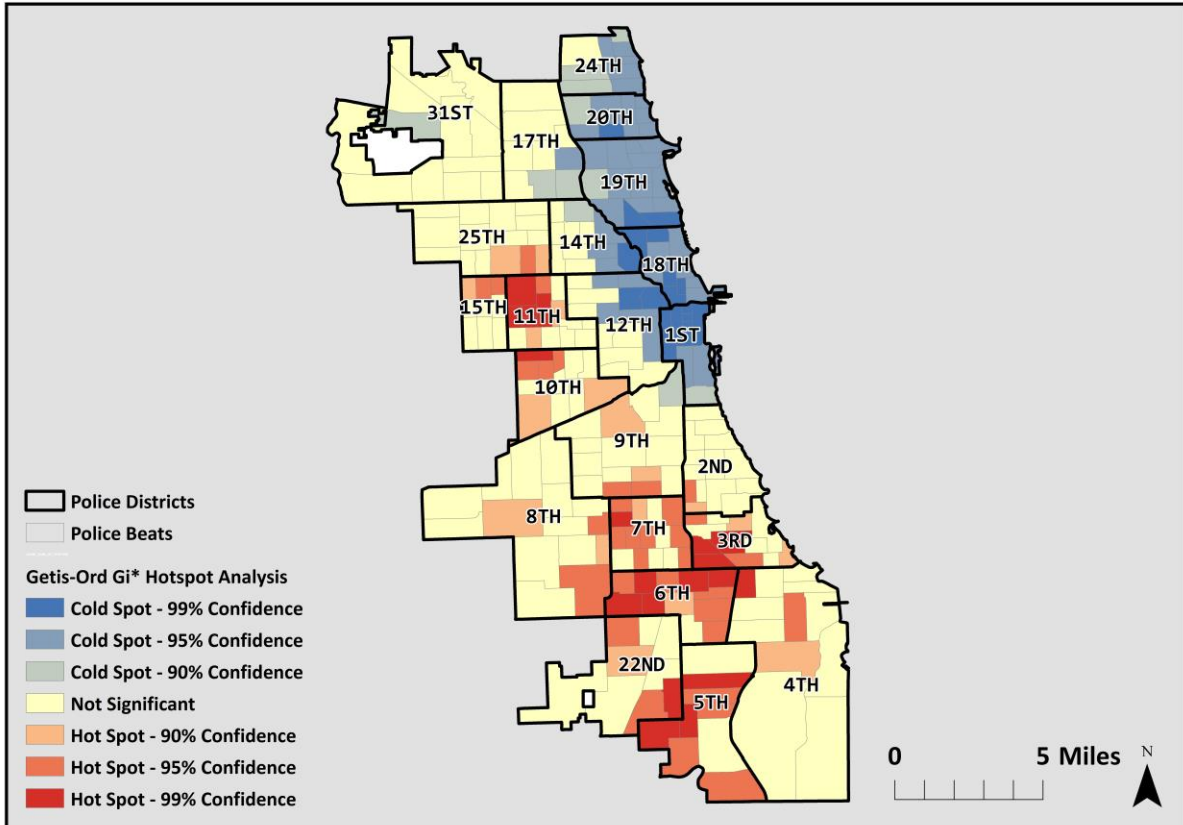 24TH
31ST
20TH
17TH
19TH
25TH
14TH
18TH
15TH
11TH
12TH
1ST
10TH
9TH
2ND
8TH
7TH
3RD
6TH
22ND
4TH
5TH
Police Districts
Police Beats
Getis-Ord Gi* Hotspot Analysis
Cold Spot - 99% Confidence
Cold Spot - 95% Confidence
Cold Spot - 90% Confidence
Not Significant
Hot Spot - 90% Confidence
Hot Spot - 95% Confidence
Hot Spot - 99% Confidence
0 5 Miles
N